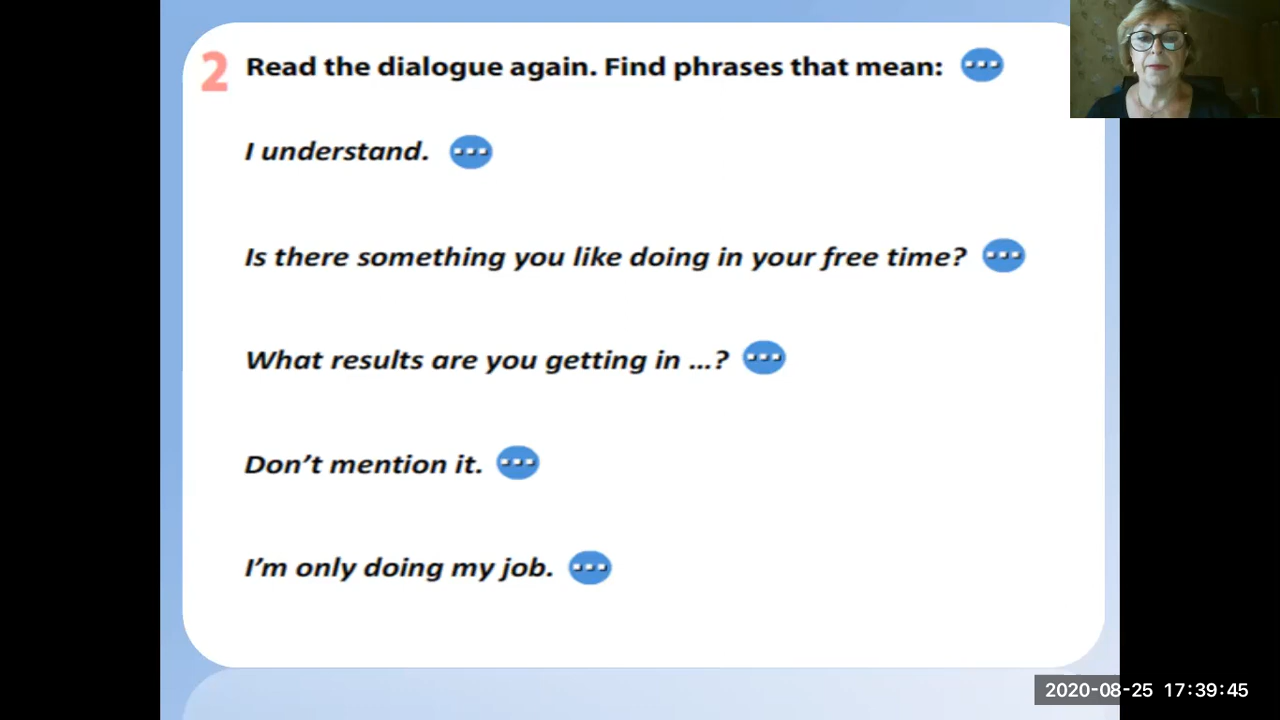 2 Read the dialogue again. Find phrases that mean:
I understand.
Is there something you like doing in your free time?
What results are you getting in ...?
Don't mention it.
I'm only doing my job.
2020-08-25 17:39:45